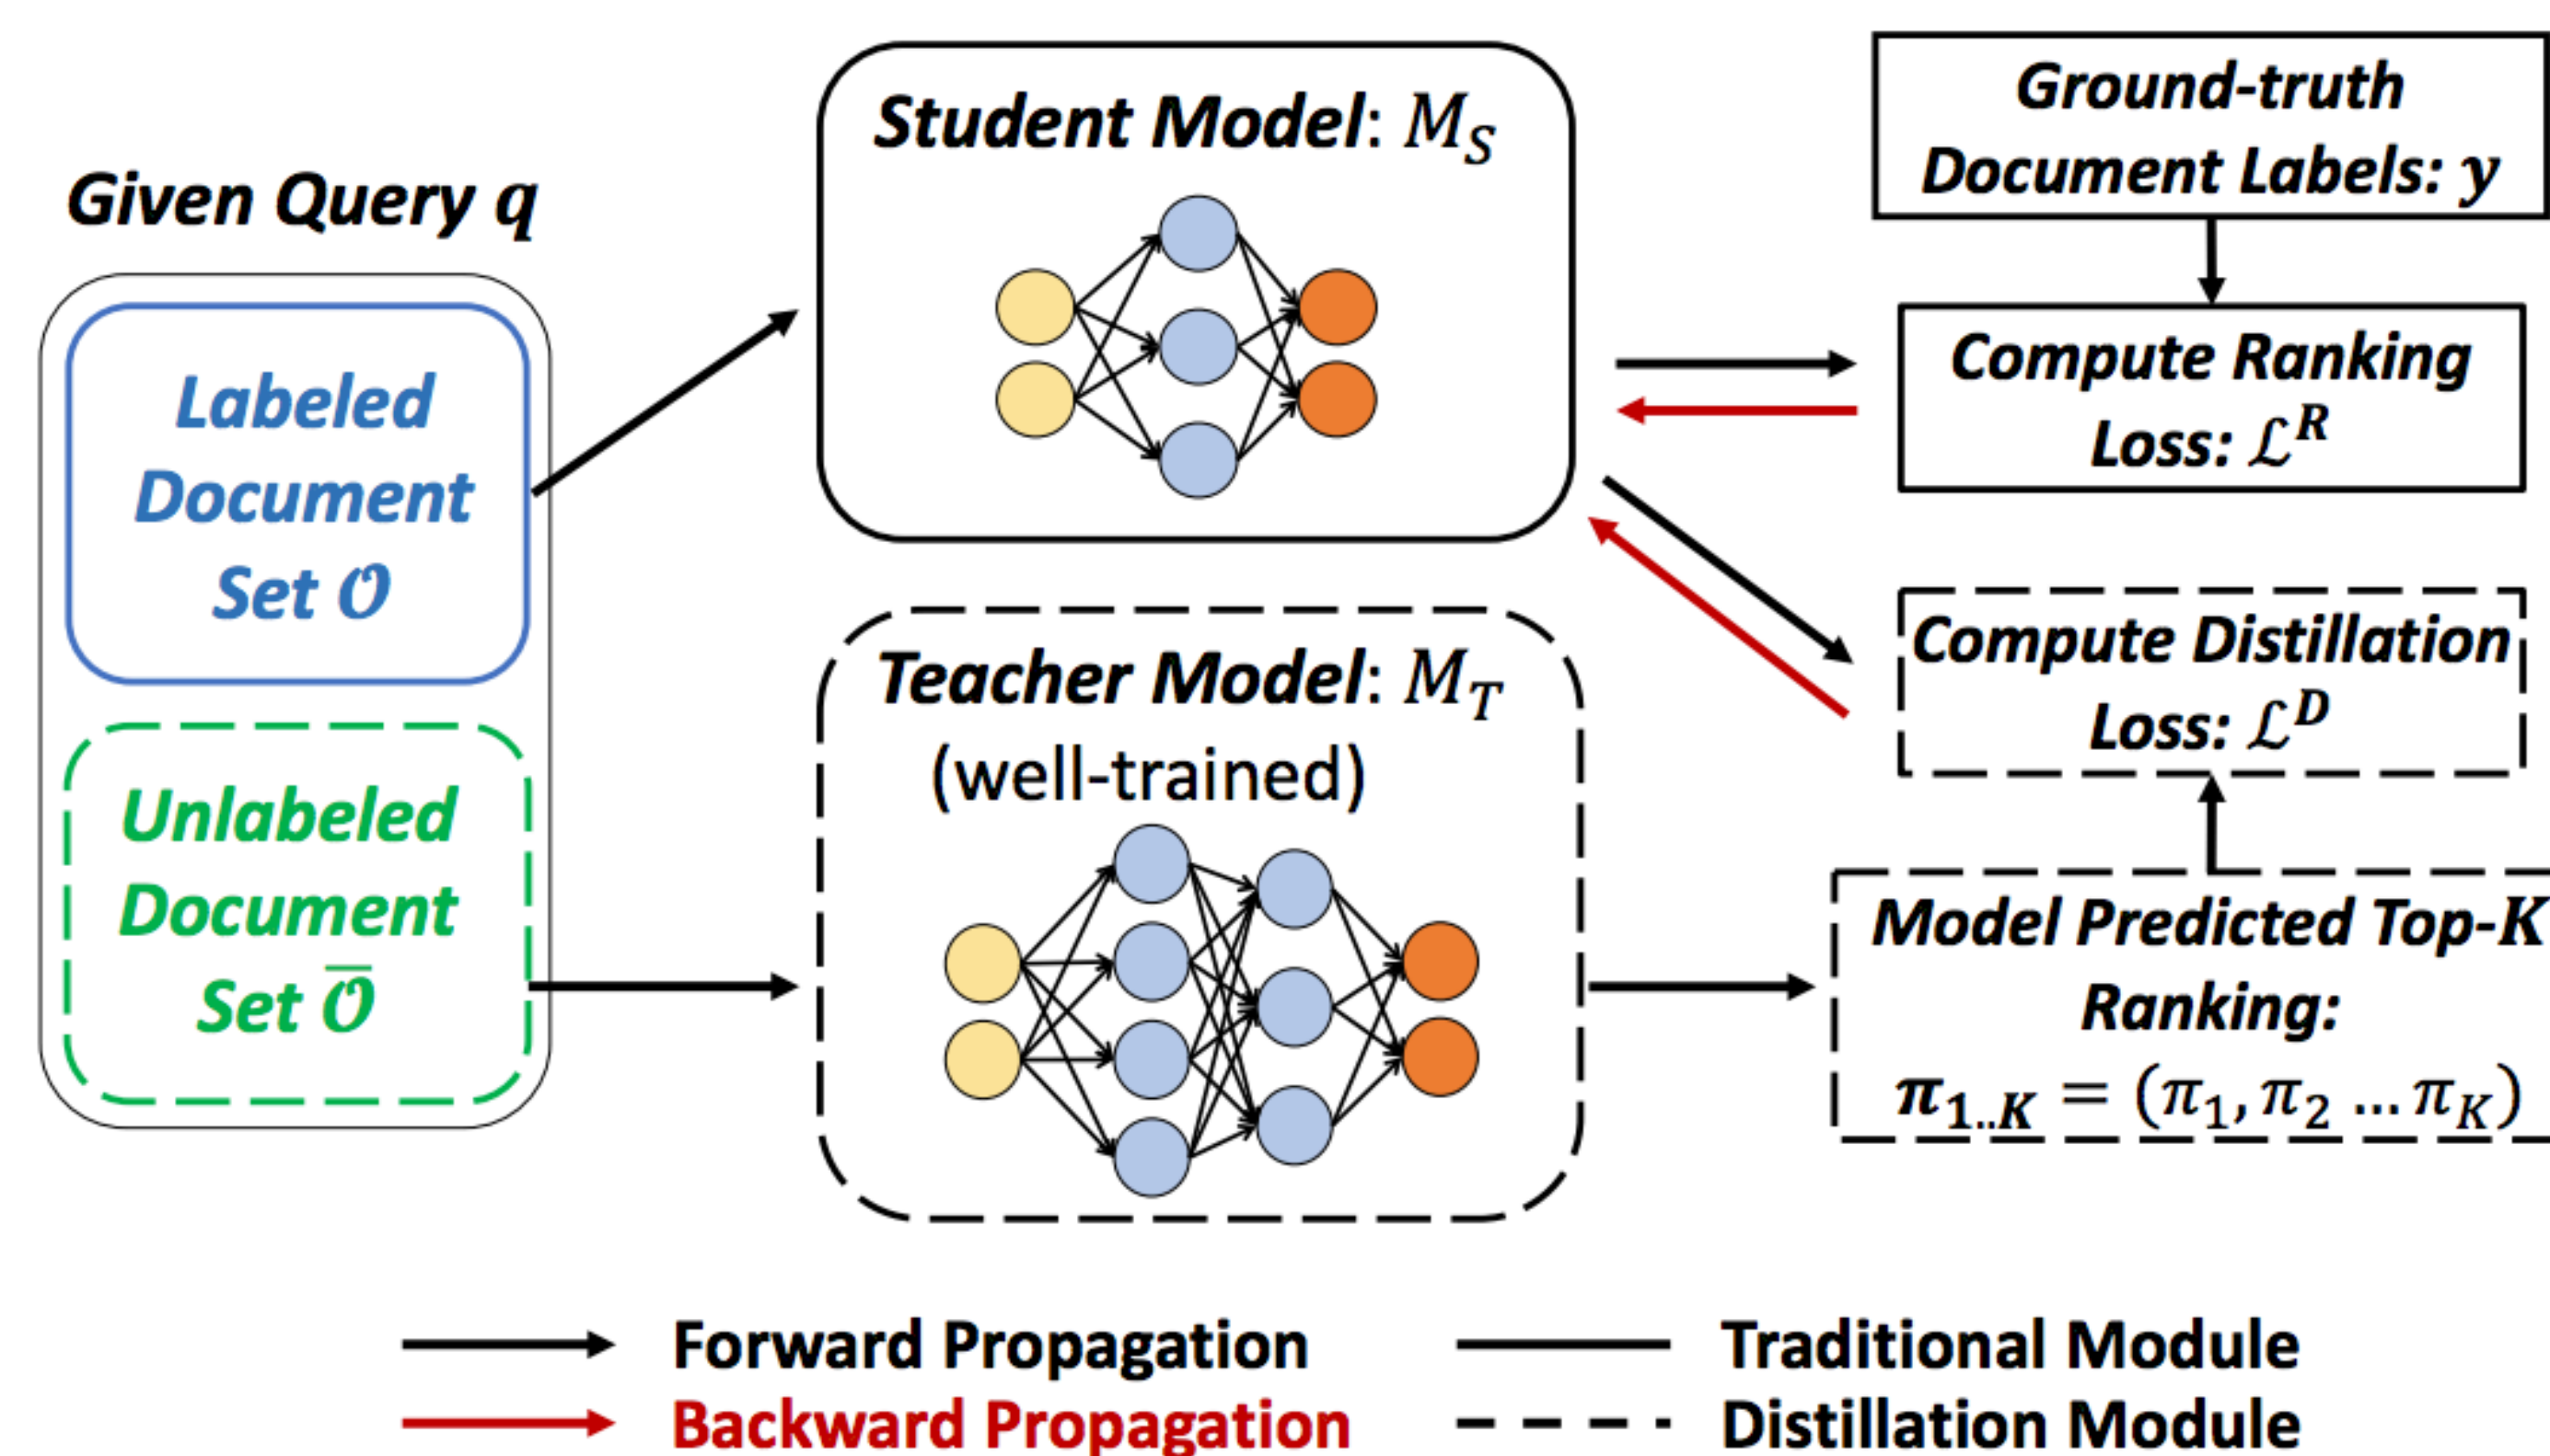 Given Query q
Labeled
Document
Set 𝒪
Unlabeled
Document
Set 𝒪̅
Student Model: M_S
Teacher Model: M_T
(well-trained)
Ground-truth
Document Labels: y
Compute Ranking
Loss: ℒ^R
Compute Distillation
Loss: ℒ^D
Model Predicted Top-K
Ranking:
π_{1..K} = (π_1, π_2 ... π_K)
Forward Propagation
Backward Propagation
Traditional Module
Distillation Module